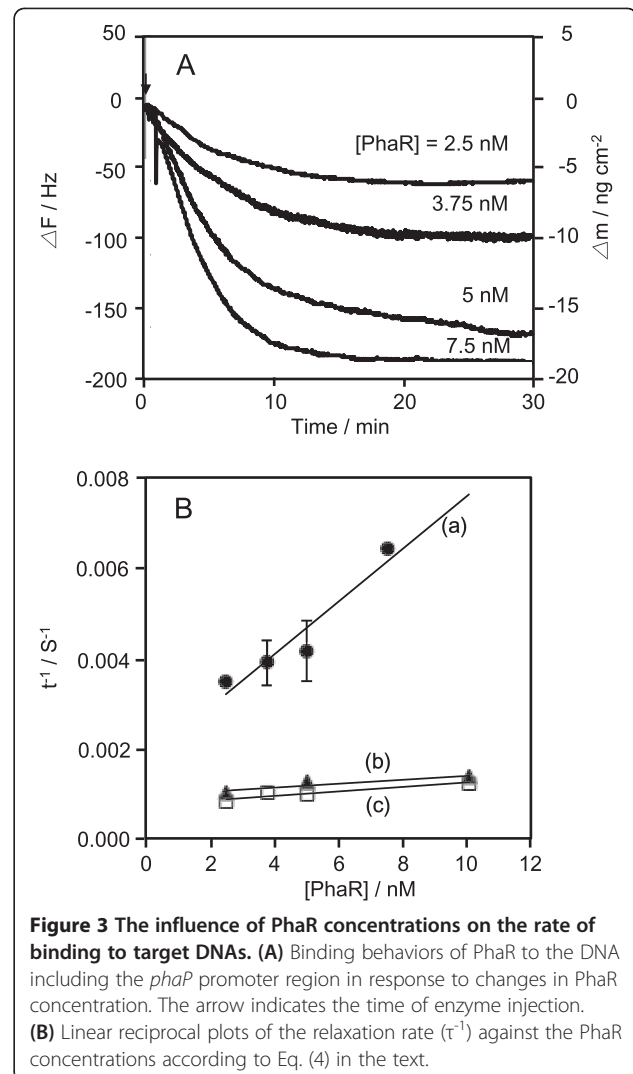 50
0
-50
-100
-150
-200
△F / Hz
A
[PhaR] = 2.5 nM
3.75 nM
5 nM
7.5 nM
5
0
-5
-10
-15
-20
△m / ng cm-2
0
10
20
30
Time / min
0.008
0.006
0.004
0.002
0.000
t-1 / S-1
B
(a)
(b)
(c)
0
2
4
6
8
10
12
[PhaR] / nM
Figure 3 The influence of PhaR concentrations on the rate of
binding to target DNAs. (A) Binding behaviors of PhaR to the DNA
including the phaP promoter region in response to changes in PhaR
concentration. The arrow indicates the time of enzyme injection.
(B) Linear reciprocal plots of the relaxation rate (τ-1) against the PhaR
concentrations according to Eq. (4) in the text.